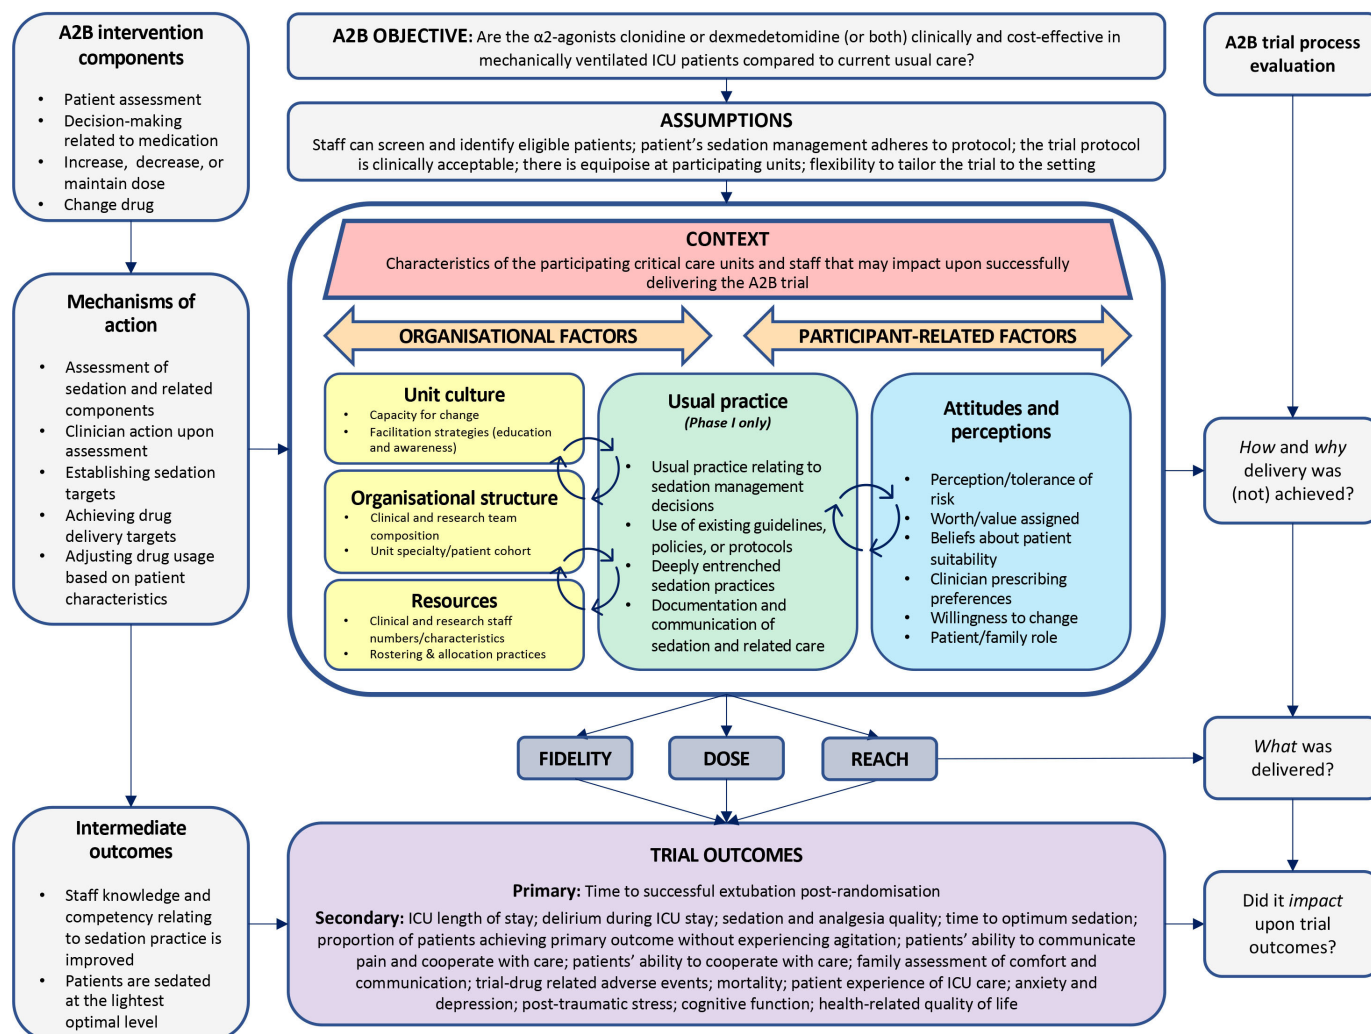 A2B intervention
components
• Patient assessment
• Decision-making
related to medication
• Increase, decrease, or
maintain dose
• Change drug
Mechanisms of
action
• Assessment of
sedation and related
components
• Clinician action upon
assessment
• Establishing sedation
targets
• Achieving drug
delivery targets
• Adjusting drug usage
based on patient
characteristics
Intermediate
outcomes
• Staff knowledge and
competency relating
to sedation practice is
improved
• Patients are sedated
at the lightest
optimal level
A2B OBJECTIVE: Are the α2-agonists clonidine or dexmedetomidine (or both) clinically and cost-effective in
mechanically ventilated ICU patients compared to current usual care?
ASSUMPTIONS
Staff can screen and identify eligible patients; patient's sedation management adheres to protocol; the trial protocol
is clinically acceptable; there is equipoise at participating units; flexibility to tailor the trial to the setting
CONTEXT
Characteristics of the participating critical care units and staff that may impact upon successfully
delivering the A2B trial
ORGANISATIONAL FACTORS
PARTICIPANT-RELATED FACTORS
Unit culture
• Capacity for change
• Facilitation strategies (education
and awareness)
Organisational structure
• Clinical and research team
composition
• Unit specialty/patient cohort
Resources
• Clinical and research staff
numbers/characteristics
• Rostering & allocation practices
Usual practice
(Phase I only)
• Usual practice relating to
sedation management
decisions
• Use of existing guidelines,
policies, or protocols
• Deeply entrenched
sedation practices
• Documentation and
communication of
sedation and related care
Attitudes and
perceptions
• Perception/tolerance of
risk
• Worth/value assigned
• Beliefs about patient
suitability
• Clinician prescribing
preferences
• Willingness to change
• Patient/family role
FIDELITY
DOSE
REACH
TRIAL OUTCOMES
Primary: Time to successful extubation post-randomisation
Secondary: ICU length of stay; delirium during ICU stay; sedation and analgesia quality; time to optimum sedation;
proportion of patients achieving primary outcome without experiencing agitation; patients' ability to communicate
pain and cooperate with care; patients' ability to cooperate with care; family assessment of comfort and
communication; trial-drug related adverse events; mortality; patient experience of ICU care; anxiety and
depression; post-traumatic stress; cognitive function; health-related quality of life
A2B trial process
evaluation
How and why
delivery was
(not) achieved?
What was
delivered?
Did it impact
upon trial
outcomes?